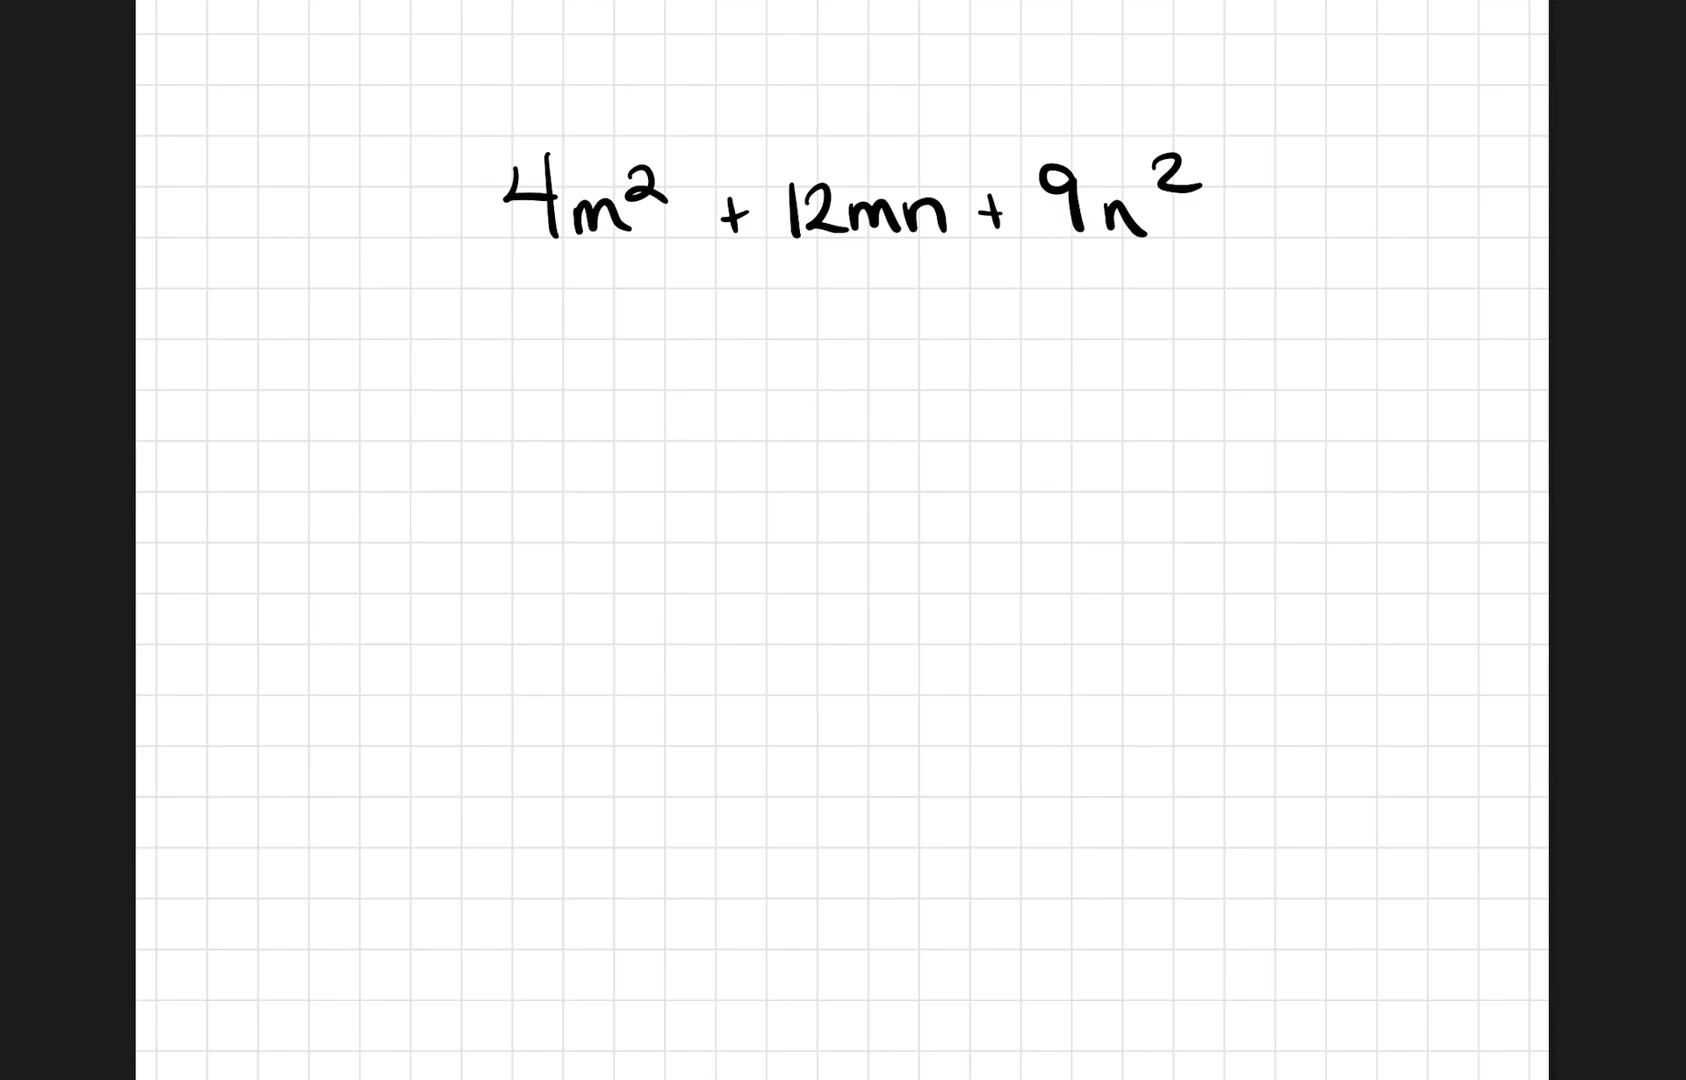 4m² + 12mn + 9n²